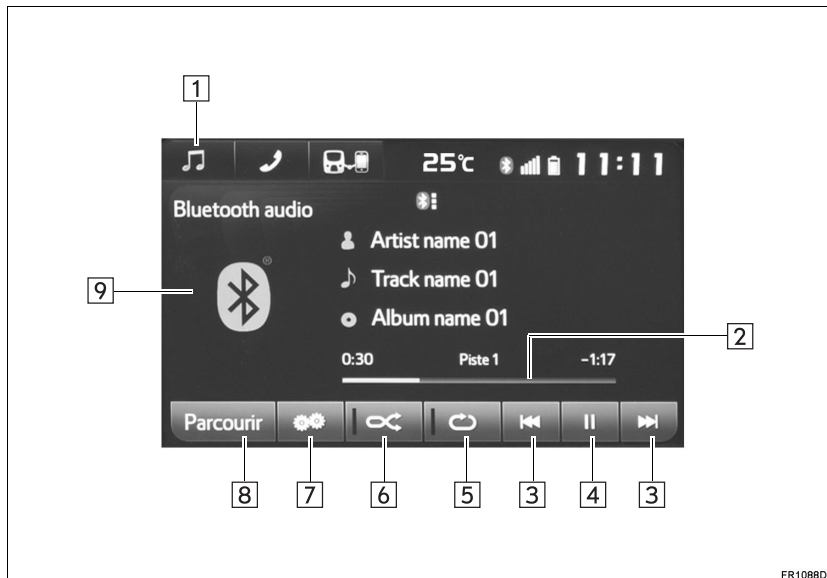 1
25℃ 11:11
Bluetooth audio
®
Artist name 01
Track name 01
9
Album name 01
2
0:30 Piste 1 -1:17
Parcourir
8 7 6 5 3 4 3
FR1088D